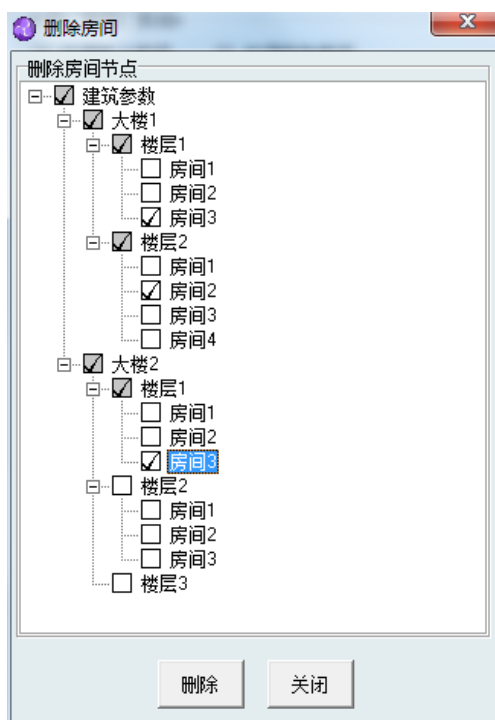 删除房间
删除房间节点
建筑参数
大楼1
楼层1
房间1
房间2
房间3
楼层2
房间1
房间2
房间3
房间4
大楼2
楼层1
房间1
房间2
房间3
楼层2
房间1
房间2
房间3
楼层3
删除 关闭